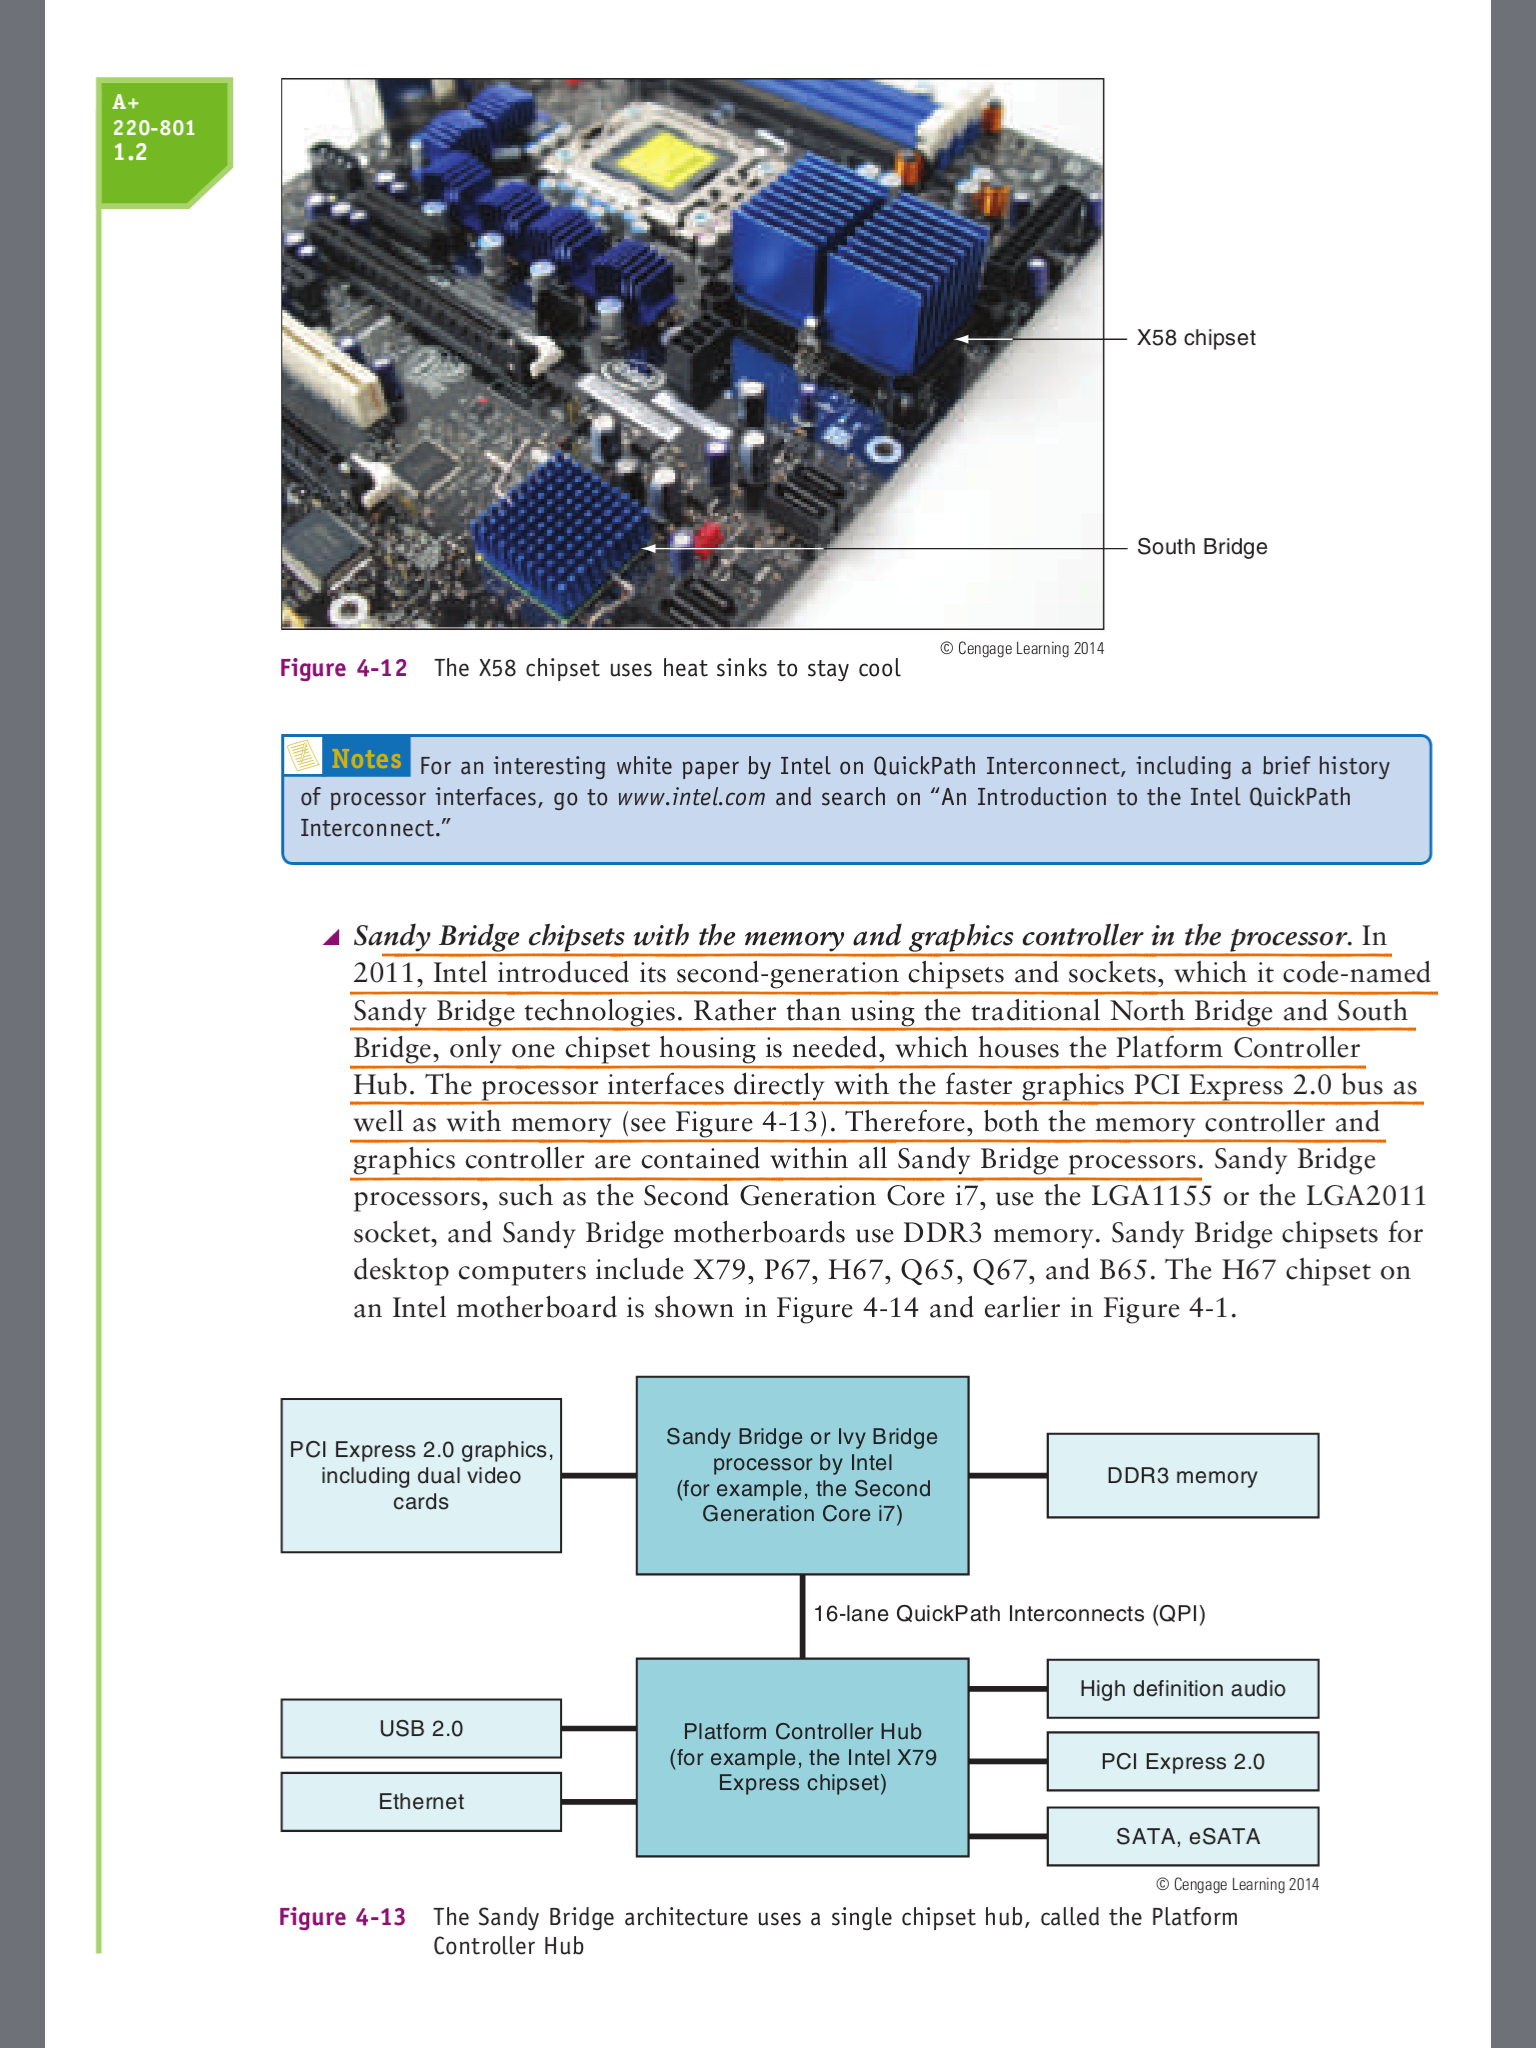 A+
220-801
1.2
X58 chipset
South Bridge
© Cengage Learning 2014
Figure 4-12 The X58 chipset uses heat sinks to stay cool
Notes For an interesting white paper by Intel on QuickPath Interconnect, including a brief history
of processor interfaces, go to www.intel.com and search on “An Introduction to the Intel QuickPath
Interconnect.”
Sandy Bridge chipsets with the memory and graphics controller in the processor. In
2011, Intel introduced its second-generation chipsets and sockets, which it code-named
Sandy Bridge technologies. Rather than using the traditional North Bridge and South
Bridge, only one chipset housing is needed, which houses the Platform Controller
Hub. The processor interfaces directly with the faster graphics PCI Express 2.0 bus as
well as with memory (see Figure 4-13). Therefore, both the memory controller and
graphics controller are contained within all Sandy Bridge processors. Sandy Bridge
processors, such as the Second Generation Core i7, use the LGA1155 or the LGA2011
socket, and Sandy Bridge motherboards use DDR3 memory. Sandy Bridge chipsets for
desktop computers include X79, P67, H67, Q65, Q67, and B65. The H67 chipset on
an Intel motherboard is shown in Figure 4-14 and earlier in Figure 4-1.
PCI Express 2.0 graphics,
including dual video
cards
Sandy Bridge or Ivy Bridge
processor by Intel
(for example, the Second
Generation Core i7)
DDR3 memory
16-lane QuickPath Interconnects (QPI)
USB 2.0
Ethernet
Platform Controller Hub
(for example, the Intel X79
Express chipset)
High definition audio
PCI Express 2.0
SATA, eSATA
© Cengage Learning 2014
Figure 4-13 The Sandy Bridge architecture uses a single chipset hub, called the Platform
Controller Hub